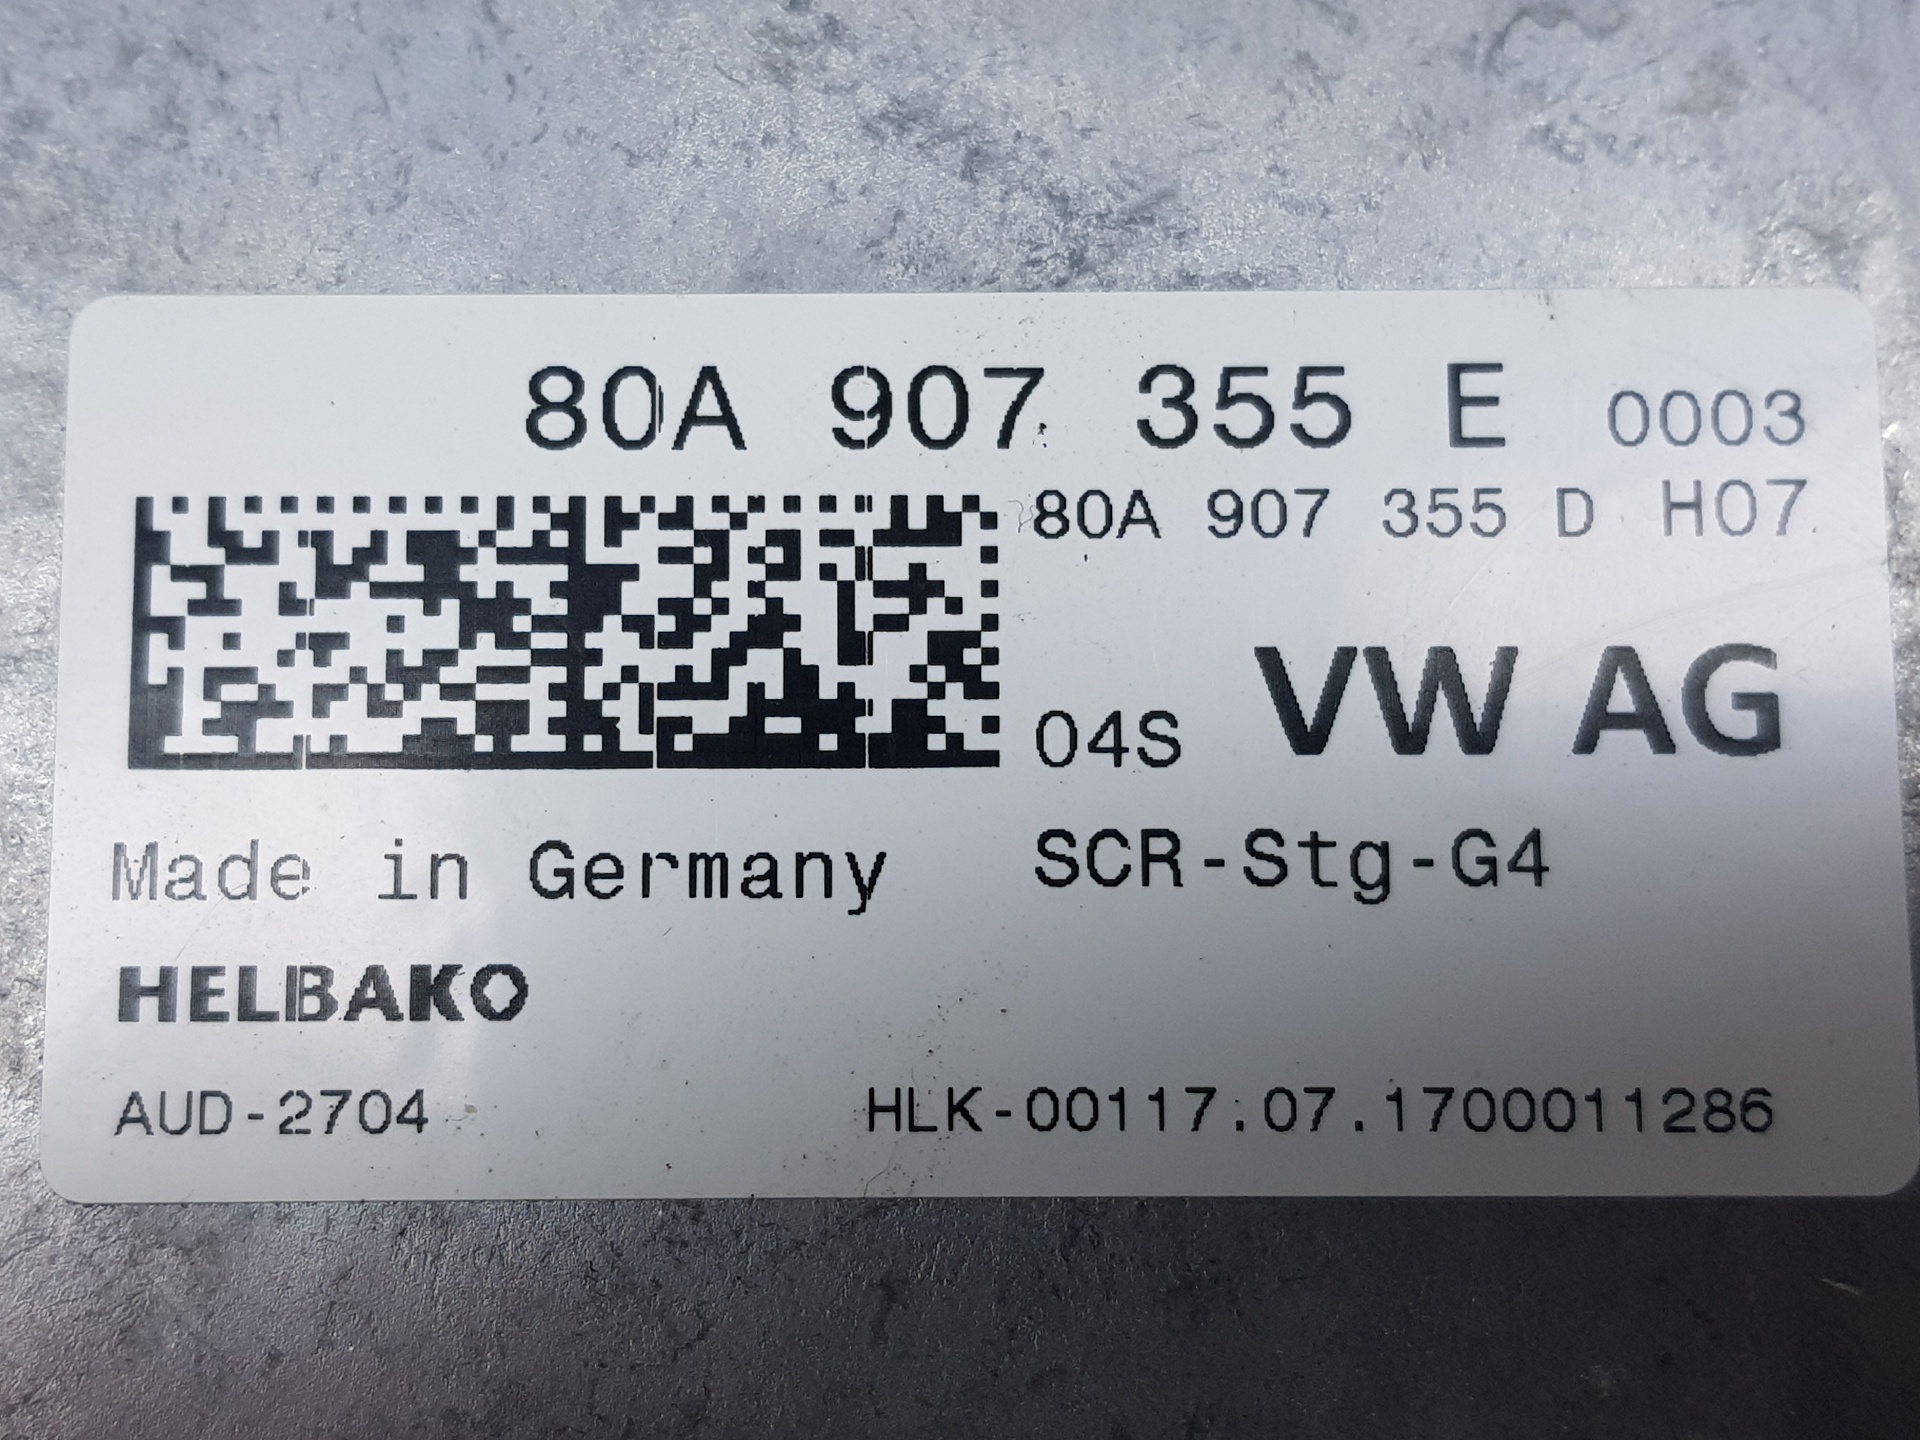 80A 907 355 E 0003
80A 907 355 D H07
04S VW AG
Made in Germany SCR-Stg-G4
HELBAKO
AUD-2704 HLK-00117.07.1700011286